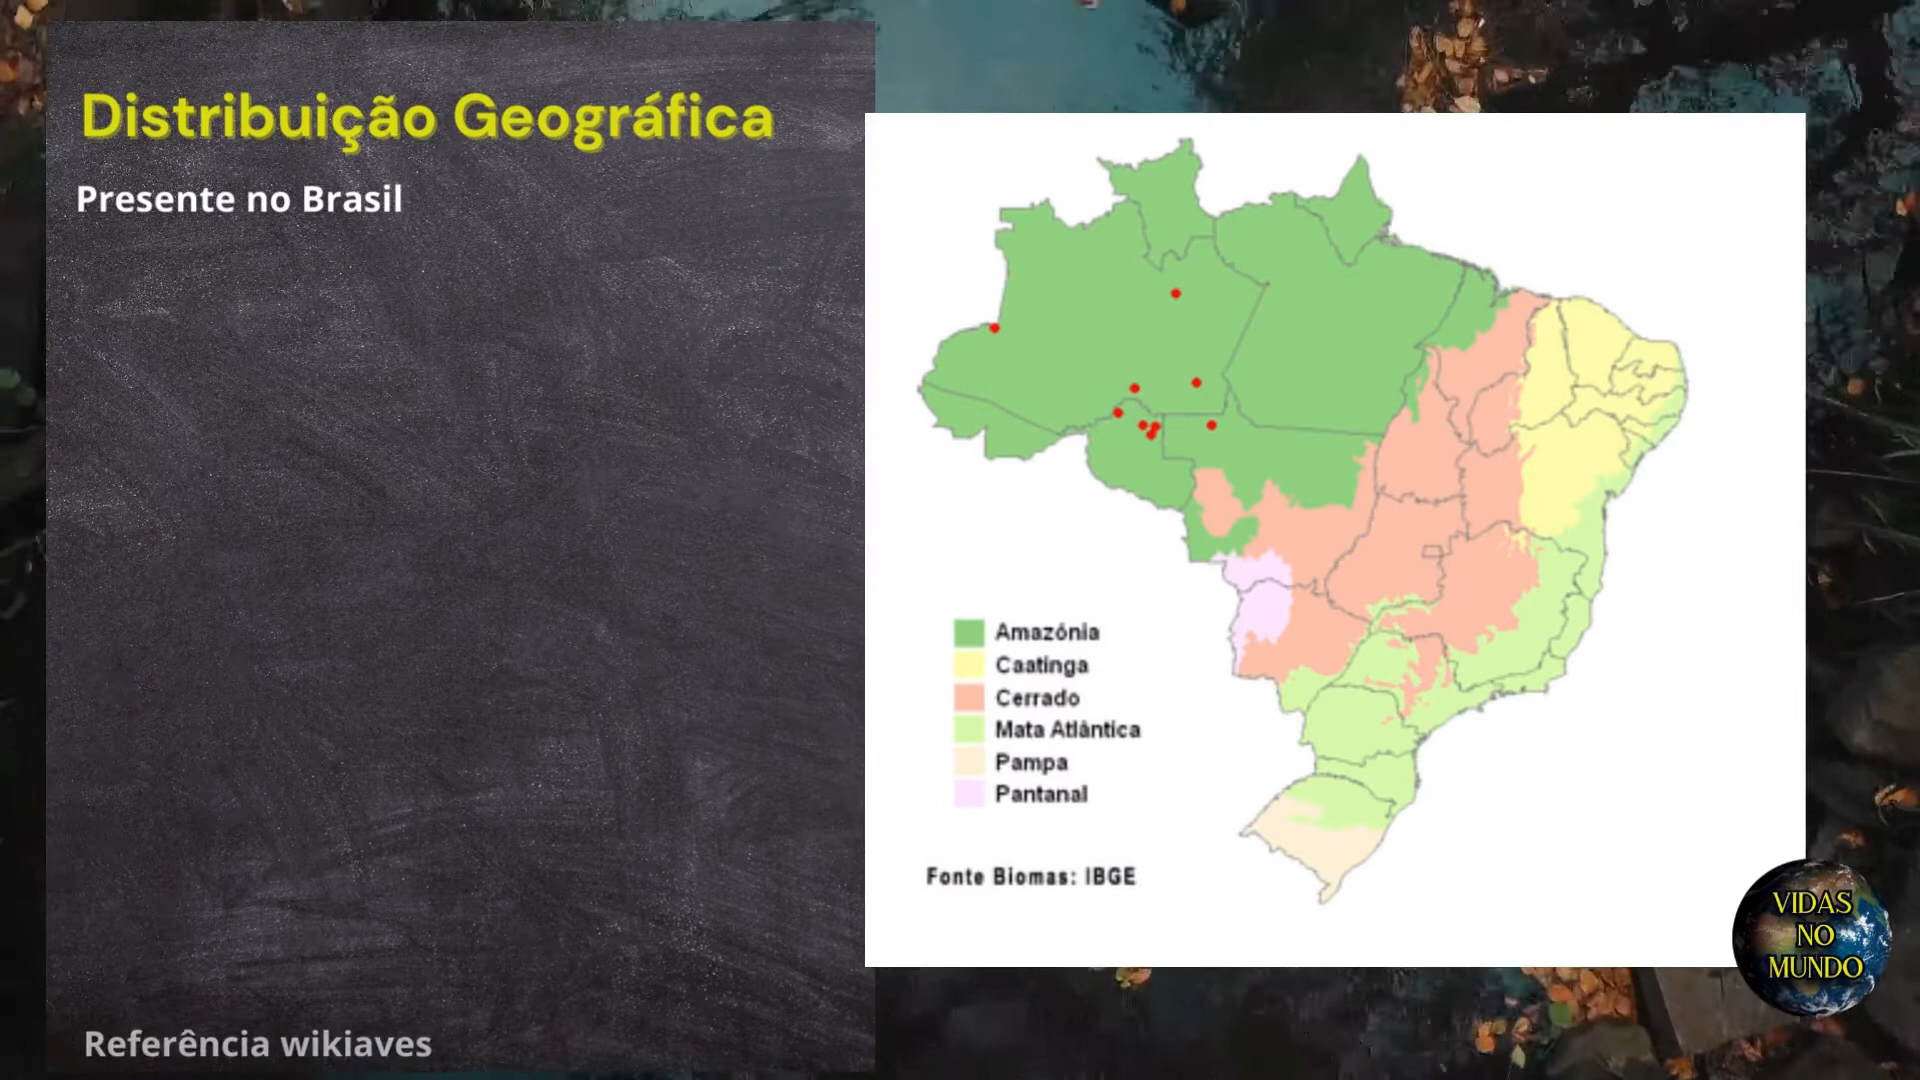 Distribuição Geográfica
Presente no Brasil
Amazónia
Caatinga
Cerrado
Mata Atlântica
Pampa
Pantanal
Fonte Biomas: IBGE
VIDAS
NO
MUNDO
Referência wikiaves